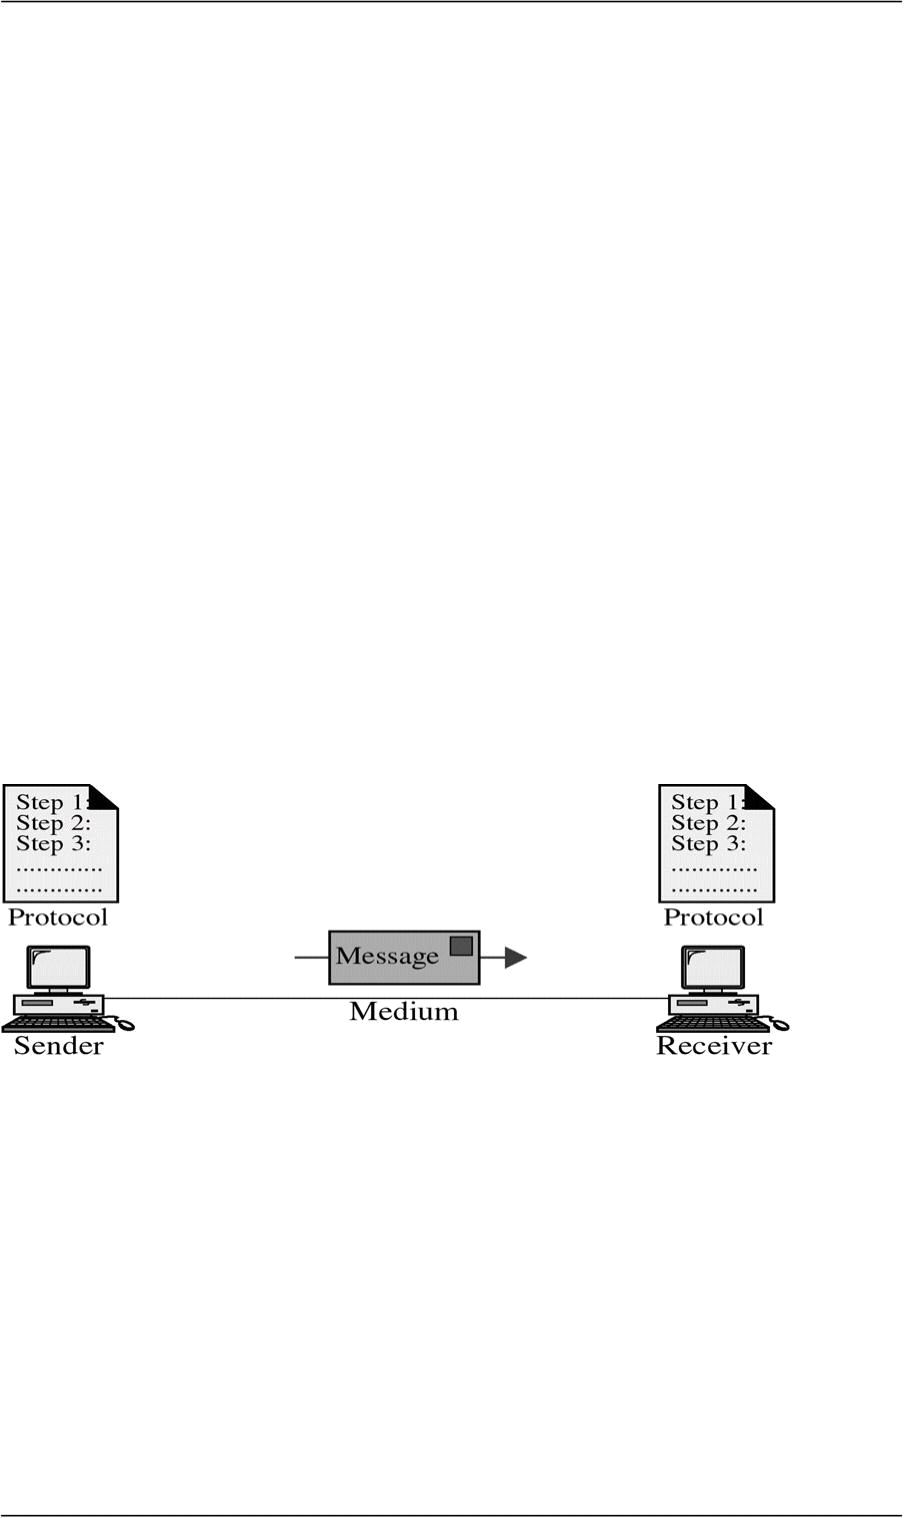 Step 1:
Step 2:
Step 3:
.............
.............
Protocol
Step 1:
Step 2:
Step 3:
.............
.............
Protocol
Message
Medium
Sender
Receiver